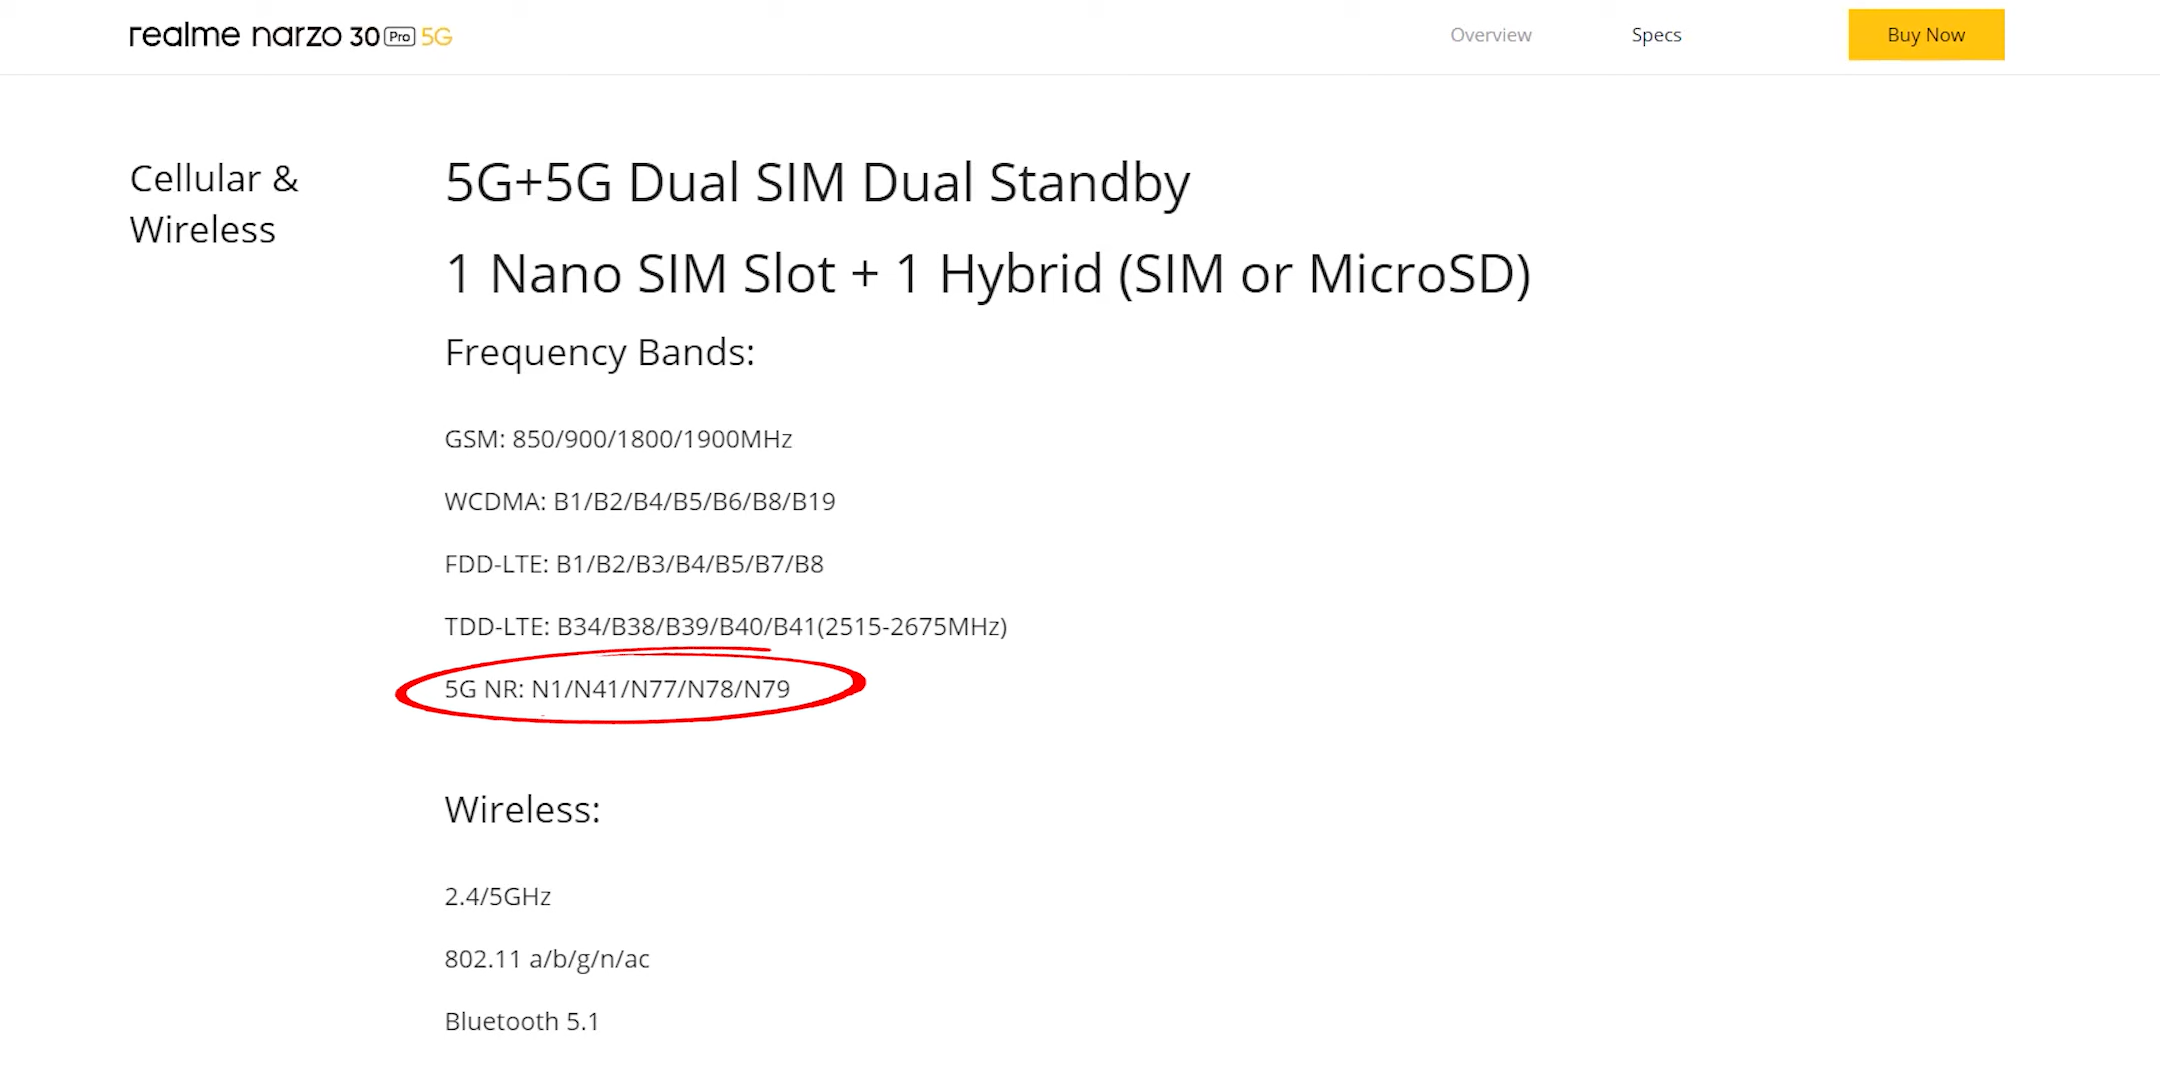 realme narzo 30 Pro 5G
Overview
Specs
Buy Now
Cellular &
Wireless
5G+5G Dual SIM Dual Standby
1 Nano SIM Slot + 1 Hybrid (SIM or MicroSD)
Frequency Bands:
GSM: 850/900/1800/1900MHz
WCDMA: B1/B2/B4/B5/B6/B8/B19
FDD-LTE: B1/B2/B3/B4/B5/B7/B8
TDD-LTE: B34/B38/B39/B40/B41(2515-2675MHz)
5G NR: N1/N41/N77/N78/N79
Wireless:
2.4/5GHz
802.11 a/b/g/n/ac
Bluetooth 5.1